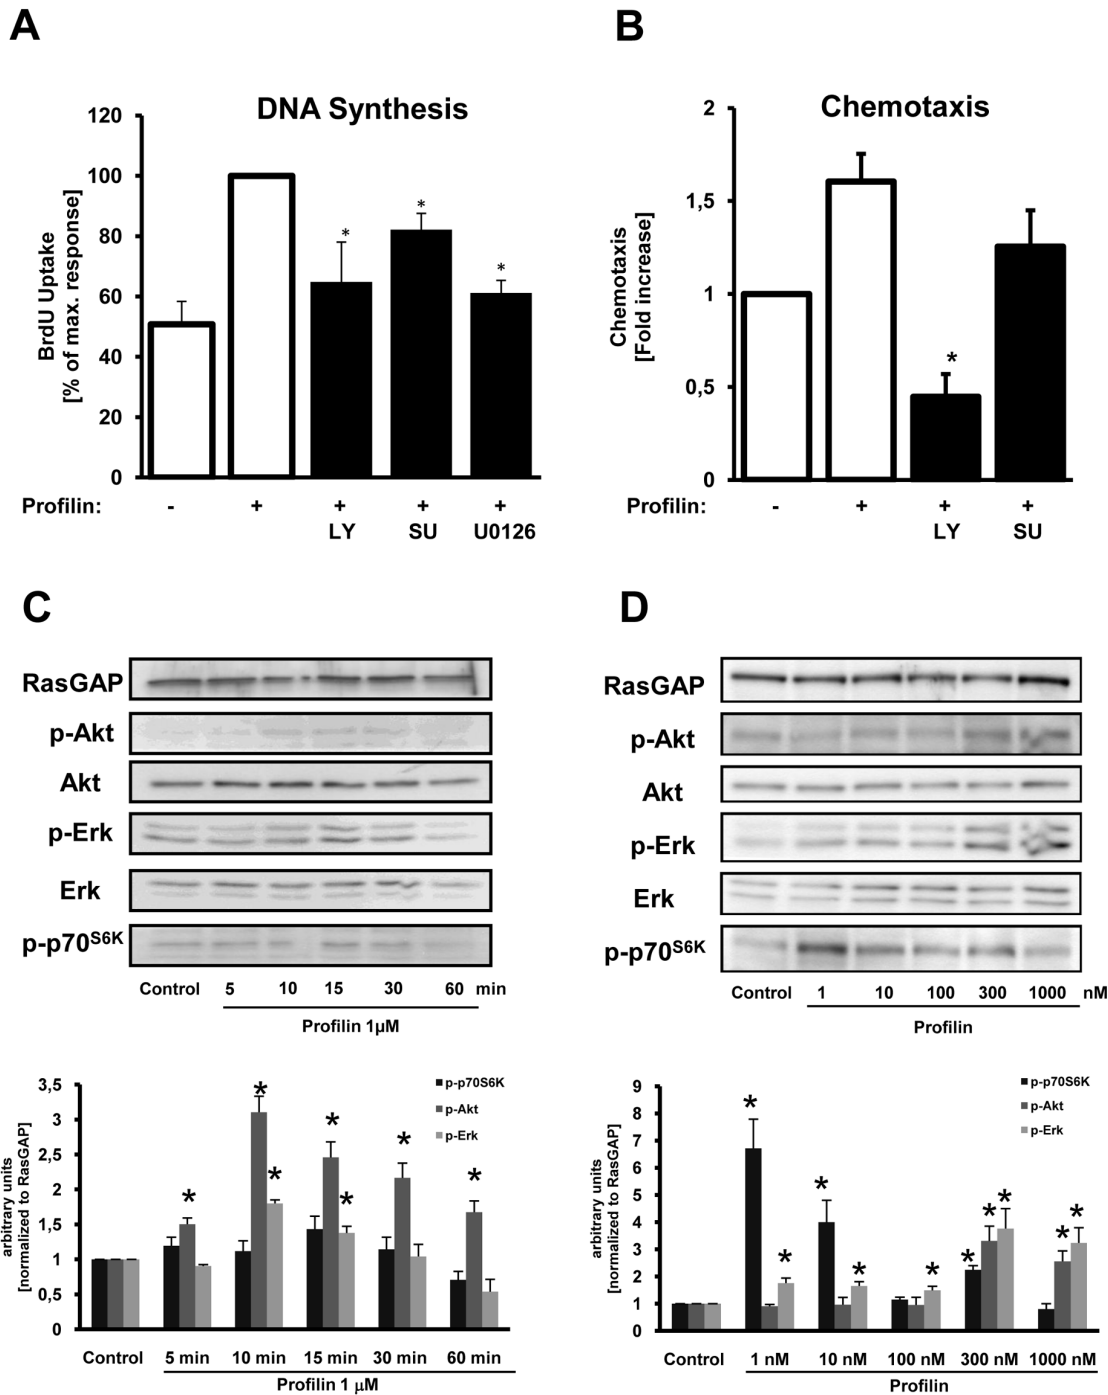 A
DNA Synthesis
BrdU Uptake
[% of max. response]
120
100
80
60
40
20
0
*
*
*
Profilin:
-
+
+
+
+
LY
SU
U0126
B
Chemotaxis
Chemotaxis
[Fold increase]
2
1,5
1
0,5
0
*
Profilin:
-
+
+
+
LY
SU
C
RasGAP
p-Akt
Akt
p-Erk
Erk
p-p70S6K
Control 5 10 15 30 60 min
Profilin 1µM
D
RasGAP
p-Akt
Akt
p-Erk
Erk
p-p70S6K
Control 1 10 100 300 1000 nM
Profilin
arbitrary units
[normalized to RasGAP]
3,5
3
2,5
2
1,5
1
0,5
0
p-p70S6K
p-Akt
p-Erk
*
*
*
*
*
*
*
Control 5 min 10 min 15 min 30 min 60 min
Profilin 1 µM
arbitrary units
[normalized to RasGAP]
9
8
7
6
5
4
3
2
1
0
p-p70S6K
p-Akt
p-Erk
*
*
*
*
*
*
*
*
*
*
Control 1 nM 10 nM 100 nM 300 nM 1000 nM
Profilin